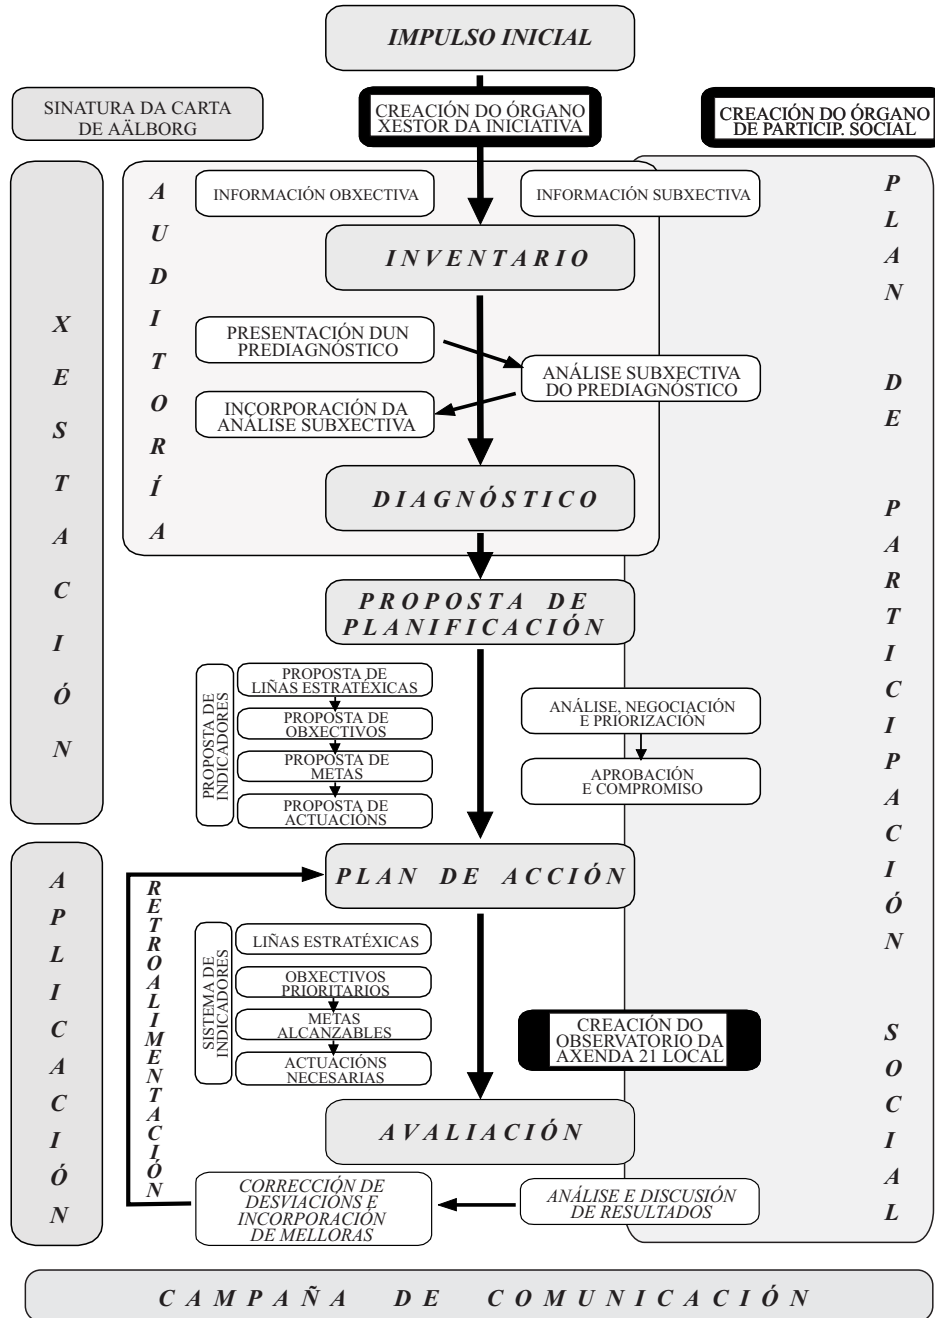 IMPULSO INICIAL
SINATURA DA CARTA
DE AÄLBORG
CREACIÓN DO ÓRGANO
XESTOR DA INICIATIVA
CREACIÓN DO ÓRGANO
DE PARTICIP. SOCIAL
XESTACIÓN
AUDITORÍA
INFORMACIÓN OBXECTIVA
INFORMACIÓN SUBXECTIVA
PLAN DE PARTICIPACIÓN SOCIAL
INVENTARIO
PRESENTACIÓN DUN
PREDIAGNÓSTICO
ANÁLISE SUBXECTIVA
DO PREDIAGNÓSTICO
INCORPORACIÓN DA
ANÁLISE SUBXECTIVA
DIAGNÓSTICO
PROPOSTA DE
PLANIFICACIÓN
PROPOSTA DE
INDICADORES
PROPOSTA DE
LIÑAS ESTRATÉXICAS
PROPOSTA DE
OBXECTIVOS
PROPOSTA DE
METAS
PROPOSTA DE
ACTUACIÓNS
ANÁLISE, NEGOCIACIÓN
E PRIORIZACIÓN
APROBACIÓN
E COMPROMISO
APLICACIÓN
PLAN DE ACCIÓN
RETROALIMENTACIÓN
SISTEMA DE
INDICADORES
LIÑAS ESTRATÉXICAS
OBXECTIVOS
PRIORITARIOS
METAS
ALCANZABLES
ACTUACIÓNS
NECESARIAS
CREACIÓN DO
OBSERVATORIO DA
AXENDA 21 LOCAL
AVALIACIÓN
CORRECCIÓN DE
DESVIACIÓNS E
INCORPORACIÓN
DE MELLORAS
ANÁLISE E DISCUSIÓN
DE RESULTADOS
CAMPAÑA DE COMUNICACIÓN